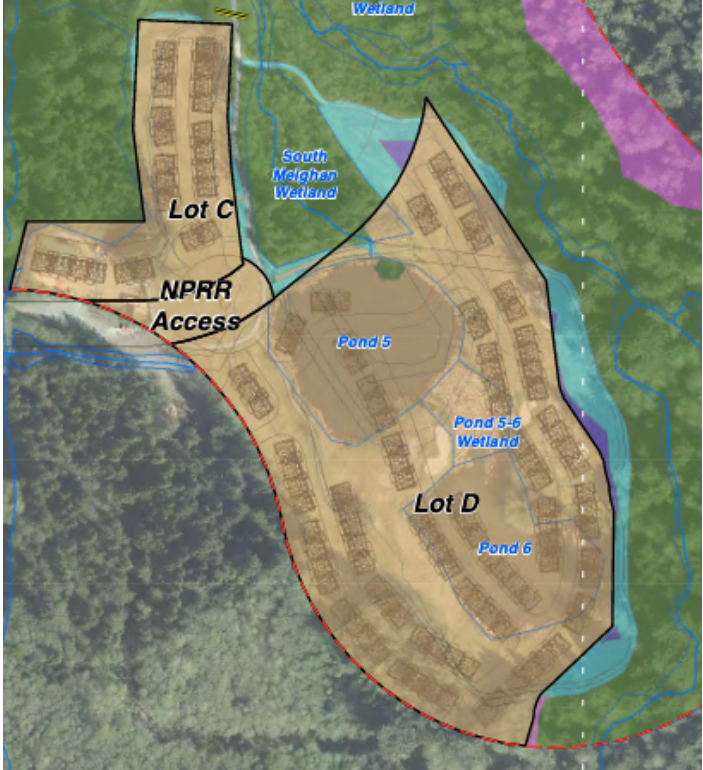 Wetland
South
Meighan
Wetland
Lot C
NPRR
Access
Pond 5
Pond 5-6
Wetland
Lot D
Pond 6